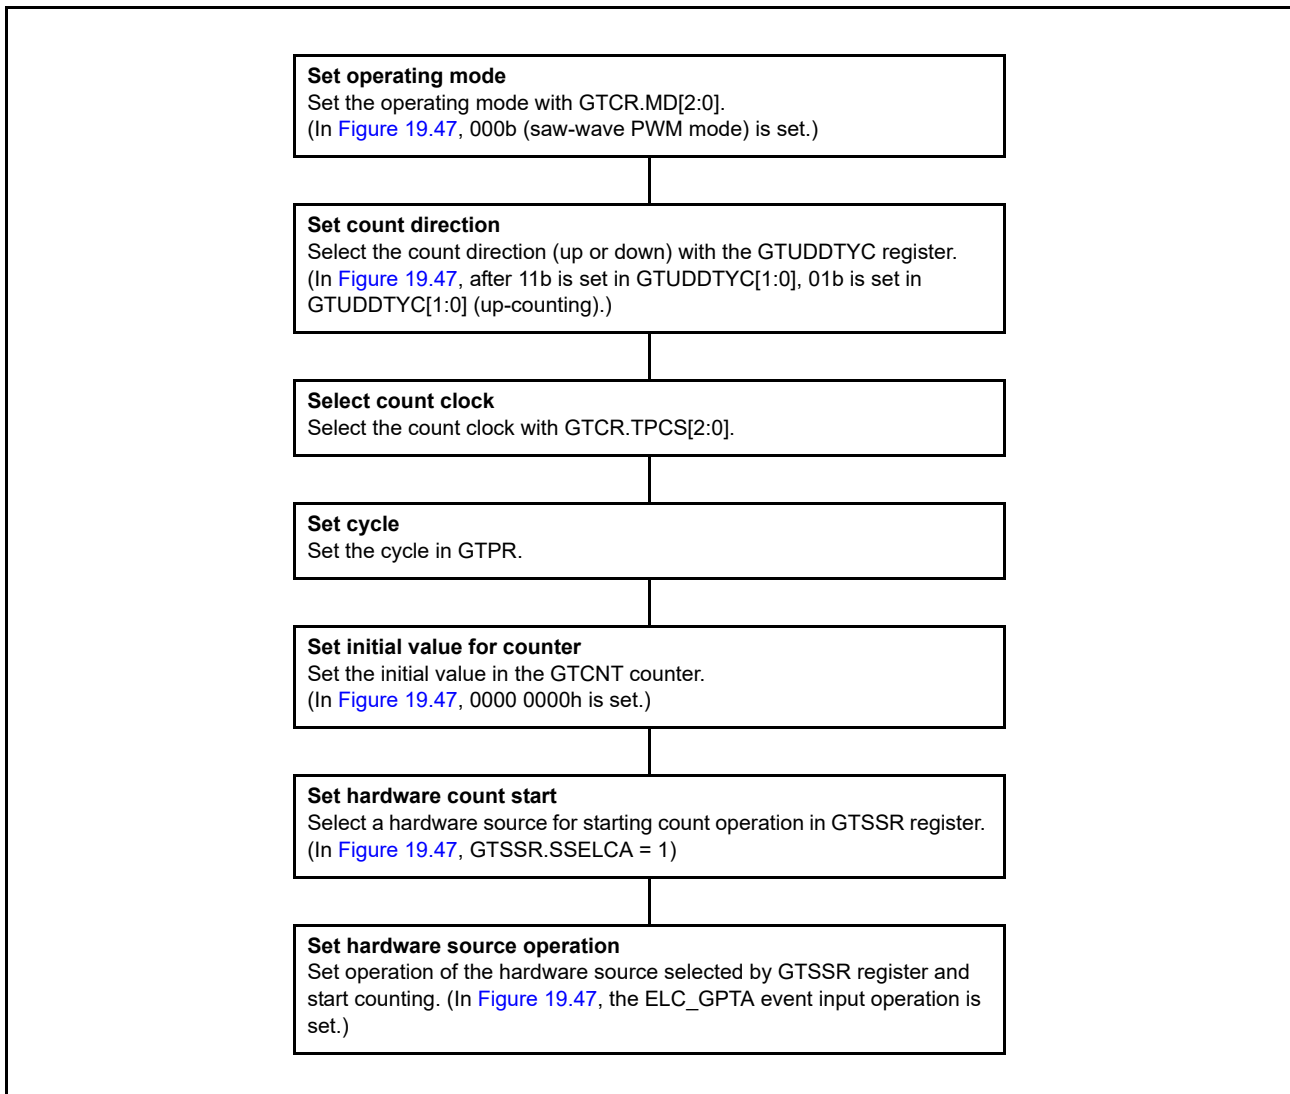 Set operating mode
Set the operating mode with GTCR.MD[2:0].
(In Figure 19.47, 000b (saw-wave PWM mode) is set.)
Set count direction
Select the count direction (up or down) with the GTUDDTYC register.
(In Figure 19.47, after 11b is set in GTUDDTYC[1:0], 01b is set in
GTUDDTYC[1:0] (up-counting).)
Select count clock
Select the count clock with GTCR.TPCS[2:0].
Set cycle
Set the cycle in GTPR.
Set initial value for counter
Set the initial value in the GTCNT counter.
(In Figure 19.47, 0000 0000h is set.)
Set hardware count start
Select a hardware source for starting count operation in GTSSR register.
(In Figure 19.47, GTSSR.SSELCA = 1)
Set hardware source operation
Set operation of the hardware source selected by GTSSR register and
start counting. (In Figure 19.47, the ELC_GPTA event input operation is
set.)